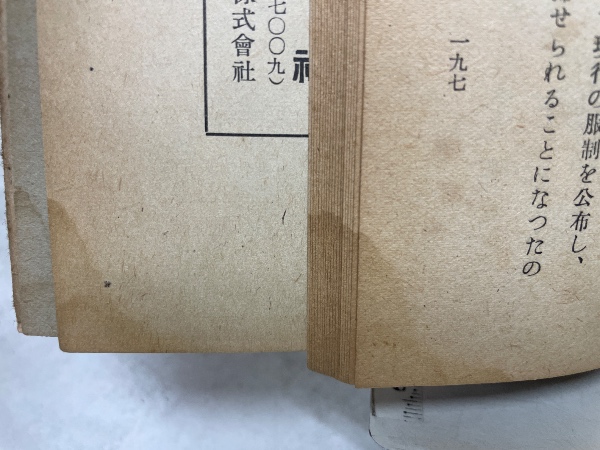 現行の服制を公布し、
せられることになつたの
一九七
七〇〇九）
式會社